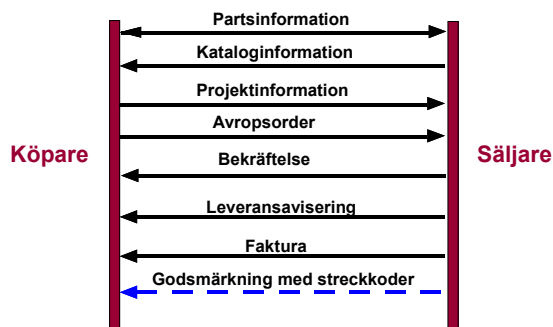 Partsinformation
Kataloginformation
Projektinformation
Avropsorder
Köpare
Säljare
Bekräftelse
Leveransavisering
Faktura
Godsmärkning med streckkoder